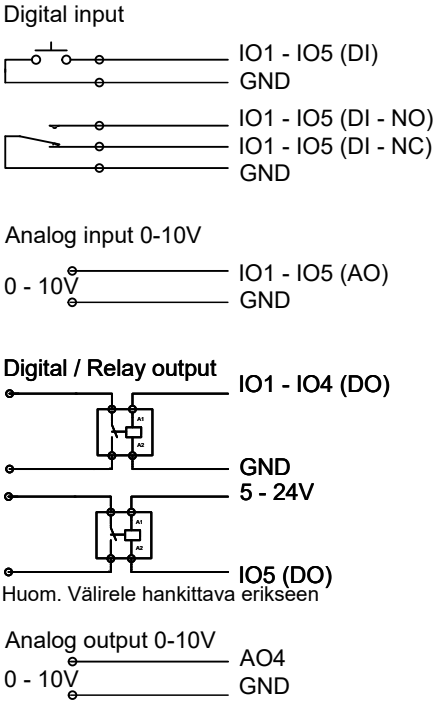 Digital input
IO1 - IO5 (DI)
GND
IO1 - IO5 (DI - NO)
IO1 - IO5 (DI - NC)
GND
Analog input 0-10V
0 - 10V
IO1 - IO5 (AO)
GND
Digital / Relay output
IO1 - IO4 (DO)
A1
A2
GND
5 - 24V
A1
A2
IO5 (DO)
Huom. Välirele hankittava erikseen
Analog output 0-10V
0 - 10V
AO4
GND